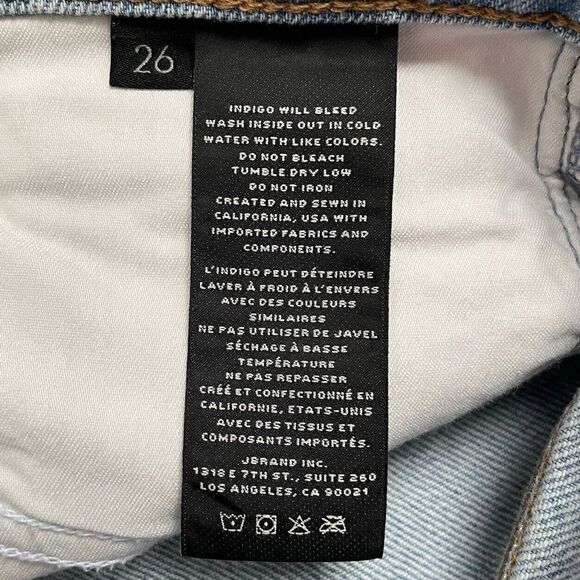 26
INDIGO WILL BLEED
WASH INSIDE OUT IN COLD
WATER WITH LIKE COLORS.
DO NOT BLEACH
TUMBLE DRY LOW
DO NOT IRON
CREATED AND SEWN IN
CALIFORNIA, USA WITH
IMPORTED FABRICS AND
COMPONENTS.
L'INDIGO PEUT DÉTEINDRE
LAVER À FROID À L'ENVERS
AVEC DES COULEURS
SIMILAIRES
NE PAS UTILISER DE JAVEL
SÉCHAGE À BASSE
TEMPÉRATURE
NE PAS REPASSER
CRÉÉ ET CONFECTIONNÉ EN
CALIFORNIE, ETATS-UNIS
AVEC DES TISSUS ET
COMPOSANTS IMPORTÉS.
JBRAND INC.
1318 E 7TH ST., SUITE 260
LOS ANGELES, CA 90021